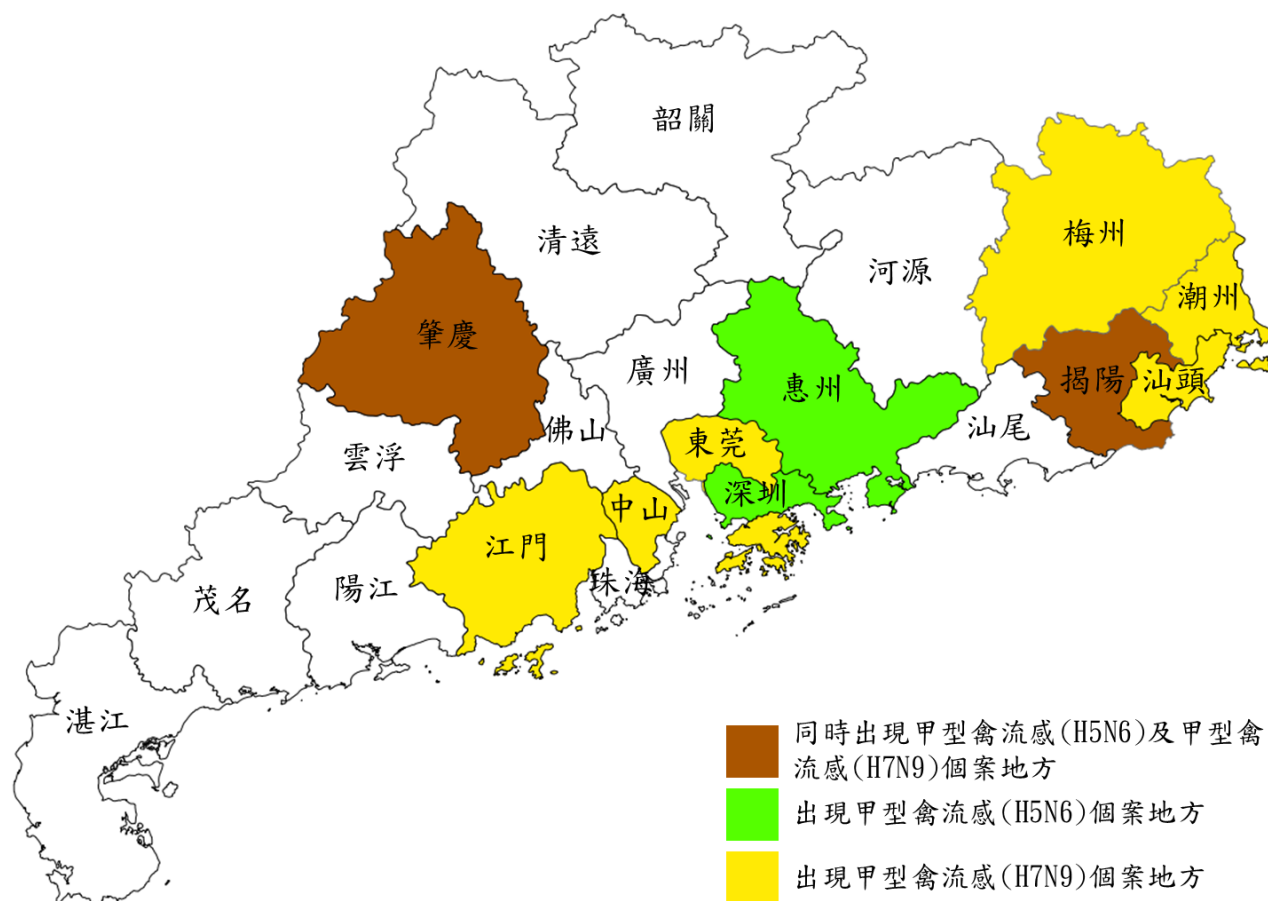 韶關
清遠
梅州
河源
潮州
肇慶
廣州
惠州
揭陽
汕頭
佛山
東莞
汕尾
雲浮
深圳
中山
江門
珠海
陽江
茂名
湛江
同時出現甲型禽流感(H5N6)及甲型禽
流感(H7N9)個案地方
出現甲型禽流感(H5N6)個案地方
出現甲型禽流感(H7N9)個案地方